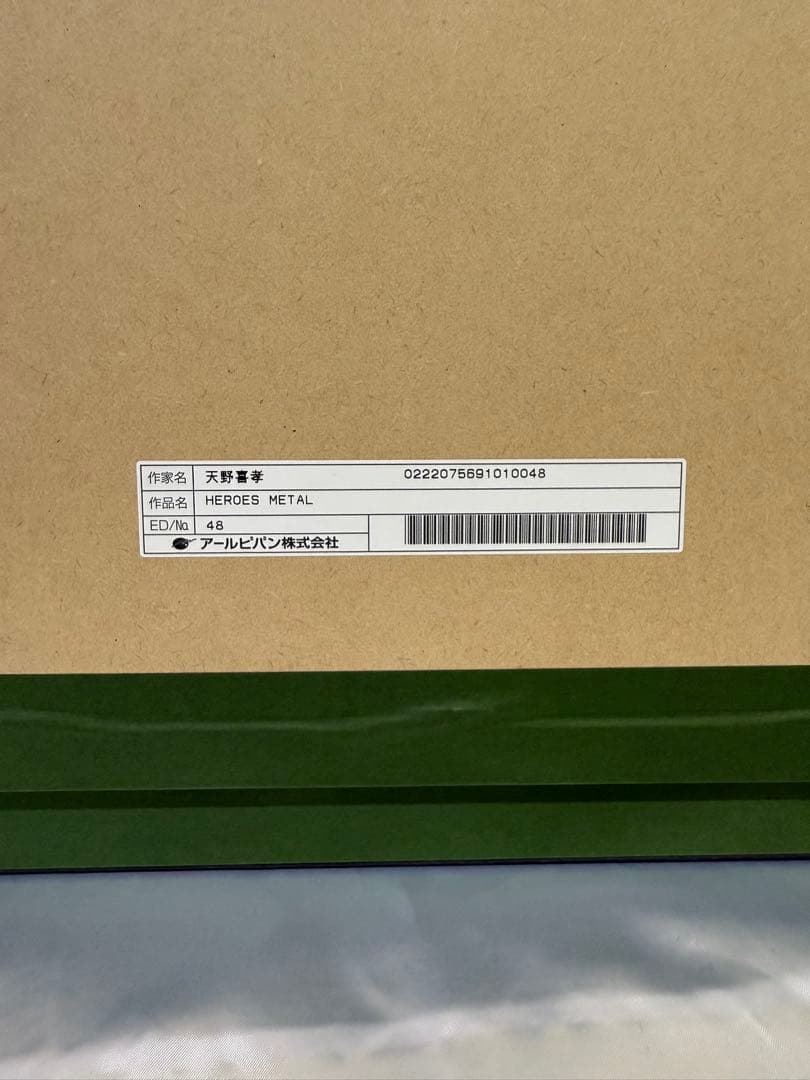 作家名 天野喜孝 0222075691010048
作品名 HEROES METAL
ED/No. 48
アールビバン株式会社